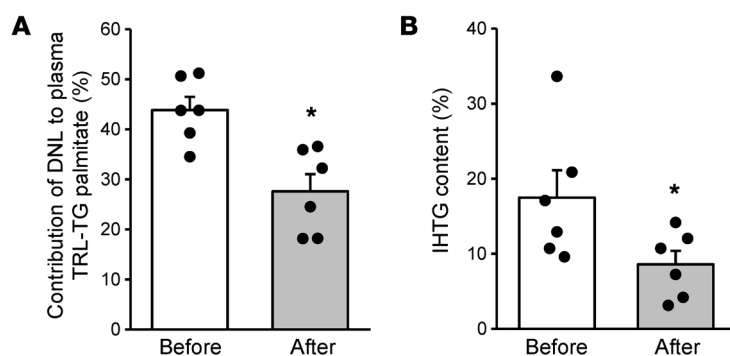 A
Contribution of DNL to plasma
TRL-TG palmitate (%)
60
50
40
30
20
10
0
*
Before
After
B
IHTG content (%)
40
30
20
10
0
*
Before
After